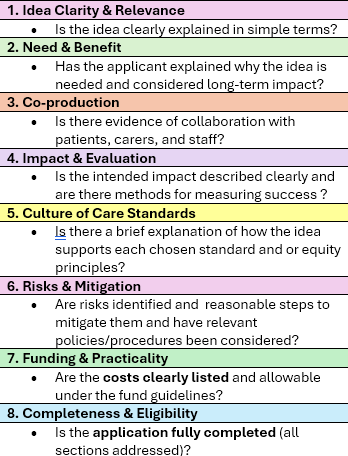 1. Idea Clarity & Relevance
• Is the idea clearly explained in simple terms?
2. Need & Benefit
• Has the applicant explained why the idea is
needed and considered long-term impact?
3. Co-production
• Is there evidence of collaboration with
patients, carers, and staff?
4. Impact & Evaluation
• Is the intended impact described clearly and
are there methods for measuring success ?
5. Culture of Care Standards
• Is there a brief explanation of how the idea
supports each chosen standard and or equity
principles?
6. Risks & Mitigation
• Are risks identified and reasonable steps to
mitigate them and have relevant
policies/procedures been considered?
7. Funding & Practicality
• Are the costs clearly listed and allowable
under the fund guidelines?
8. Completeness & Eligibility
• Is the application fully completed (all
sections addressed)?